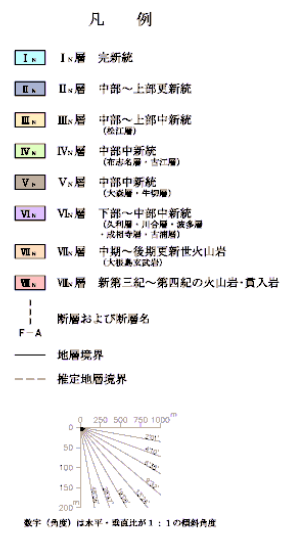 凡 例
ⅠN ⅠN層 完新統
ⅡN ⅡN層 中部～上部更新統
ⅢN ⅢN層 中部～上部中新統
(松江層)
ⅣN ⅣN層 中部中新統
(布志名層・古江層)
ⅤN ⅤN層 中部中新統
(大森層・牛切層)
ⅥN ⅥN層 下部～中部中新統
(久利層・川合層・波多層
・成相寺層・古浦層)
ⅦN ⅦN層 中期～後期更新世火山岩
(大根島玄武岩)
ⅧN ⅧN層 新第三紀～第四紀の火山岩・貫入岩
F-A 断層および断層名
地層境界
推定地層境界
0 250 500 750 1000 m
0
50
100
150
200
m
数字（角度）は水平・垂直比が1：1の傾斜角度